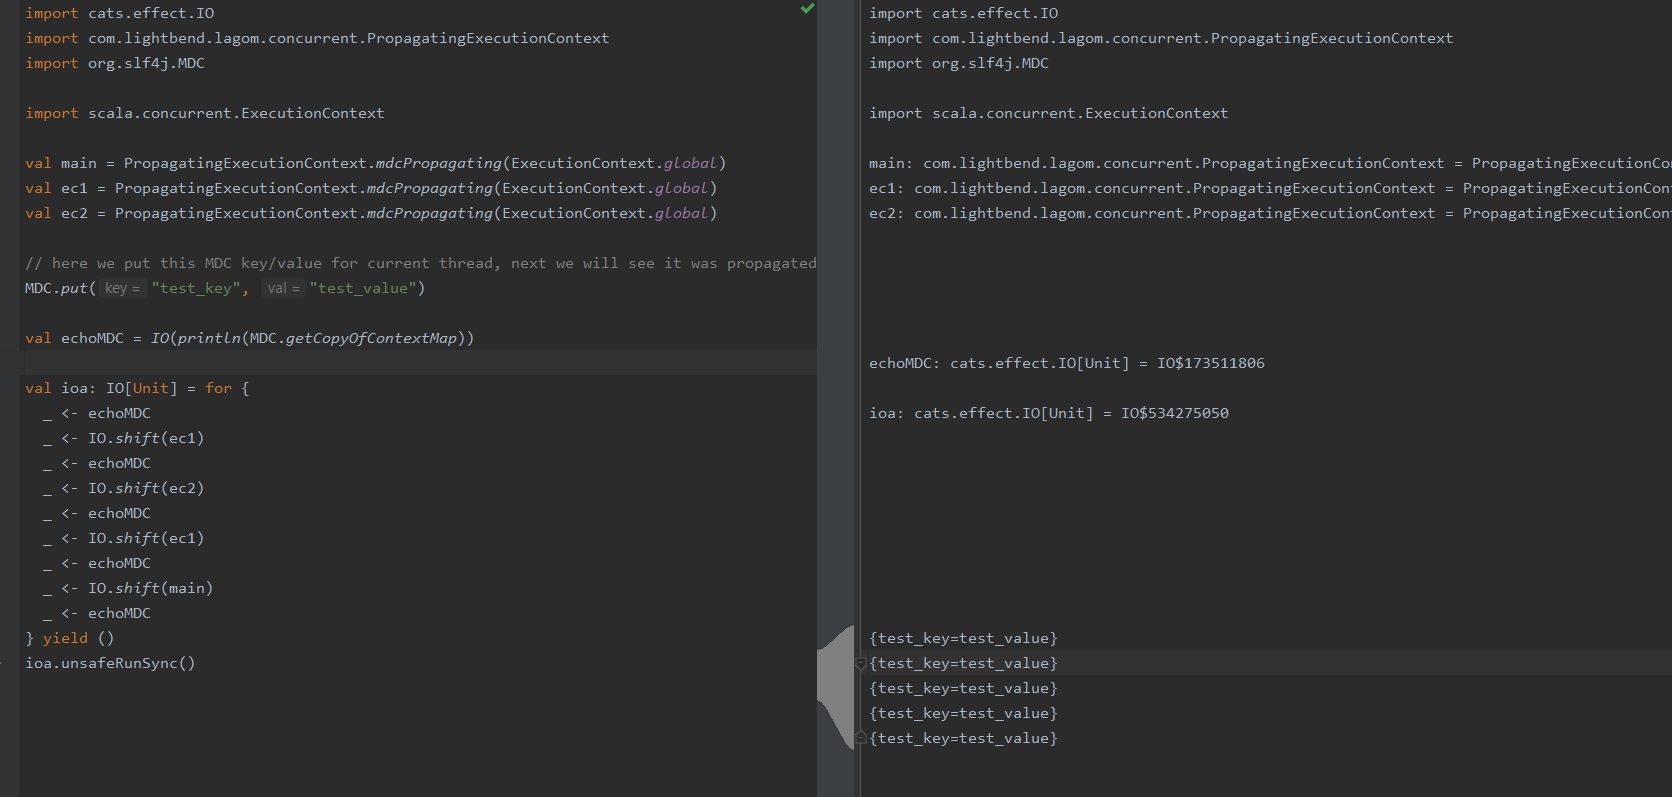 import cats.effect.IO
import com.lightbend.lagom.concurrent.PropagatingExecutionContext
import org.slf4j.MDC
import scala.concurrent.ExecutionContext
val main = PropagatingExecutionContext.mdcPropagating(ExecutionContext.global)
val ec1 = PropagatingExecutionContext.mdcPropagating(ExecutionContext.global)
val ec2 = PropagatingExecutionContext.mdcPropagating(ExecutionContext.global)
// here we put this MDC key/value for current thread, next we will see it was propagated
MDC.put( key = "test_key", val = "test_value")
val echoMDC = IO(println(MDC.getCopyOfContextMap))
val ioa: IO[Unit] = for {
  _ <- echoMDC
  _ <- IO.shift(ec1)
  _ <- echoMDC
  _ <- IO.shift(ec2)
  _ <- echoMDC
  _ <- IO.shift(ec1)
  _ <- echoMDC
  _ <- IO.shift(main)
  _ <- echoMDC
} yield ()
ioa.unsafeRunSync()
import cats.effect.IO
import com.lightbend.lagom.concurrent.PropagatingExecutionContext
import org.slf4j.MDC
import scala.concurrent.ExecutionContext
main: com.lightbend.lagom.concurrent.PropagatingExecutionContext = PropagatingExecutionCo
ec1: com.lightbend.lagom.concurrent.PropagatingExecutionContext = PropagatingExecutionCon
ec2: com.lightbend.lagom.concurrent.PropagatingExecutionContext = PropagatingExecutionCon
echoMDC: cats.effect.IO[Unit] = IO$173511806
ioa: cats.effect.IO[Unit] = IO$534275050
{test_key=test_value}
{test_key=test_value}
{test_key=test_value}
{test_key=test_value}
{test_key=test_value}